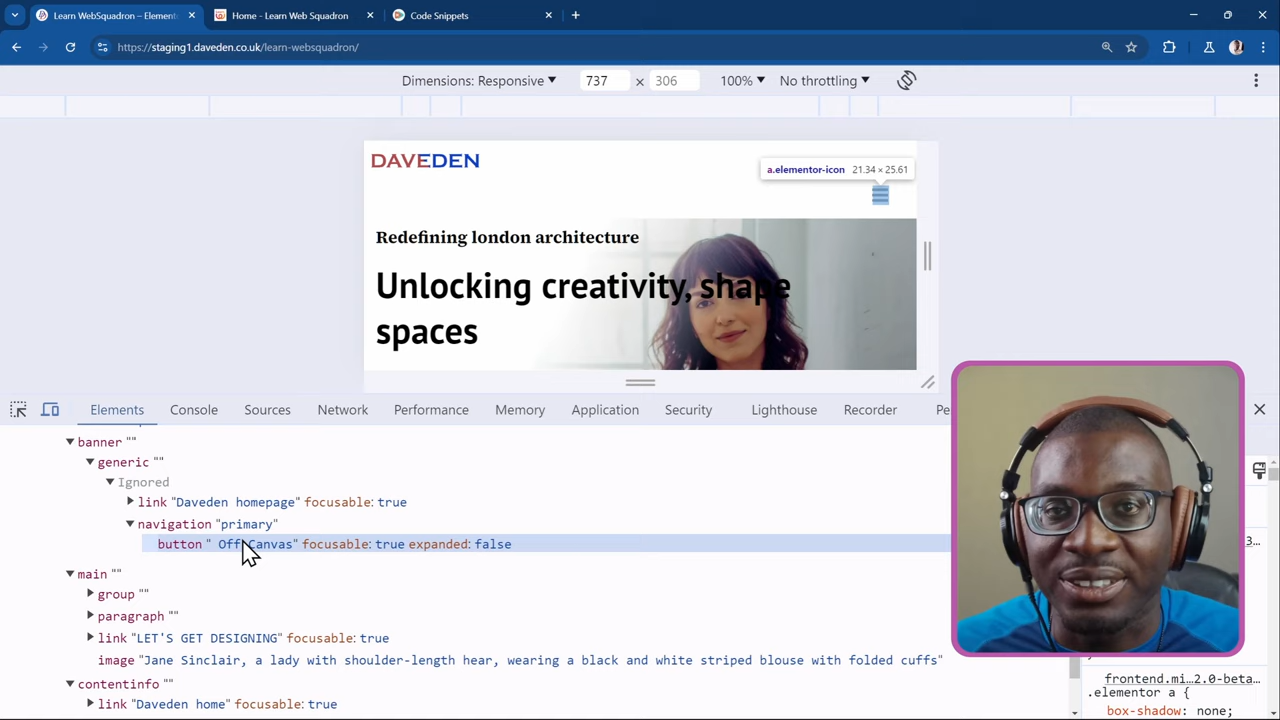 Learn WebSquadron – Element
Home - Learn Web Squadron
Code Snippets
https://staging1.daveden.co.uk/learn-websquadron/
Dimensions: Responsive
737 × 306
100%
No throttling
DAVEDEN
a.elementor-icon 21.34 × 25.61
Redefining london architecture
Unlocking creativity, shape
spaces
Elements
Console
Sources
Network
Performance
Memory
Application
Security
Lighthouse
Recorder
banner ""
generic ""
Ignored
link "Daveden homepage" focusable: true
navigation "primary"
button " Off-Canvas" focusable: true expanded: false
main ""
group ""
paragraph ""
link "LET'S GET DESIGNING" focusable: true
image "Jane Sinclair, a lady with shoulder-length hear, wearing a black and white striped blouse with folded cuffs"
contentinfo ""
link "Daveden home" focusable: true
3...
frontend.mi…2.0-beta…
.elementor a {
box-shadow: none;